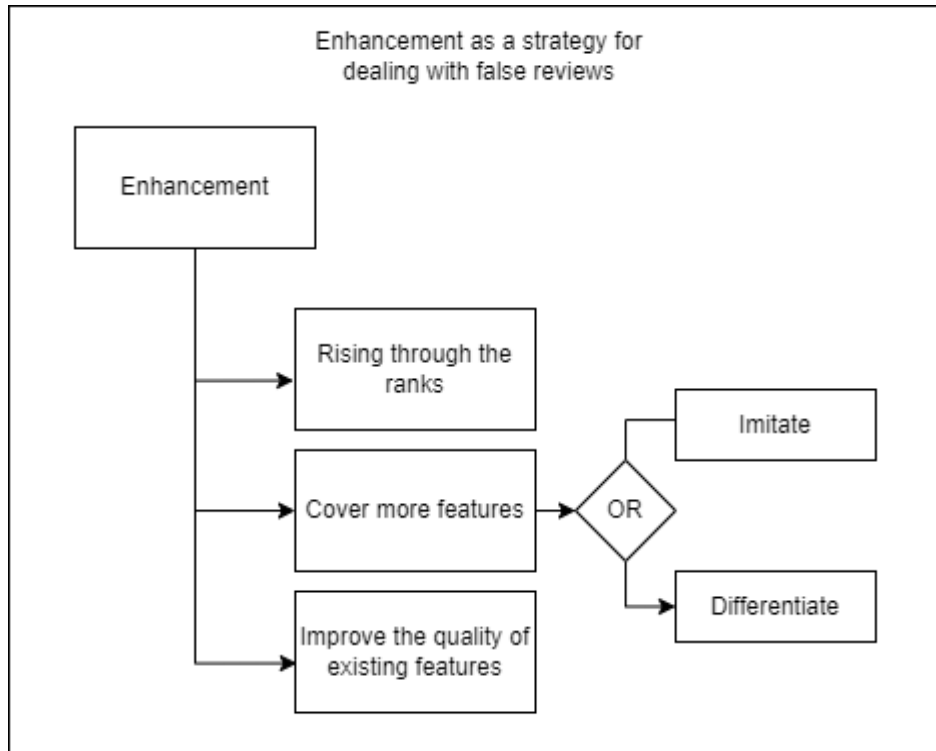 Enhancement as a strategy for
dealing with false reviews
Enhancement
Rising through the
ranks
Cover more features
OR
Imitate
Differentiate
Improve the quality of
existing features